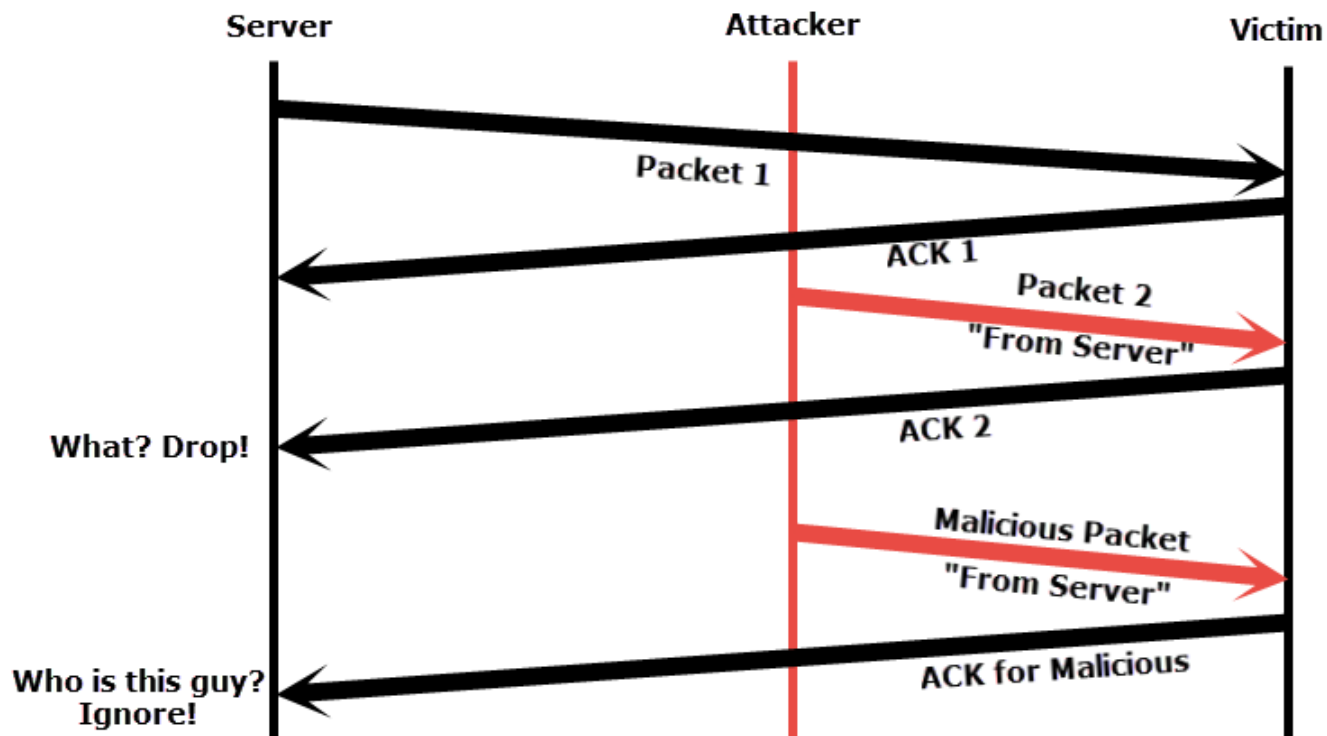 Server
Attacker
Victim
Packet 1
ACK 1
Packet 2
"From Server"
ACK 2
What? Drop!
Malicious Packet
"From Server"
ACK for Malicious
Who is this guy?
Ignore!